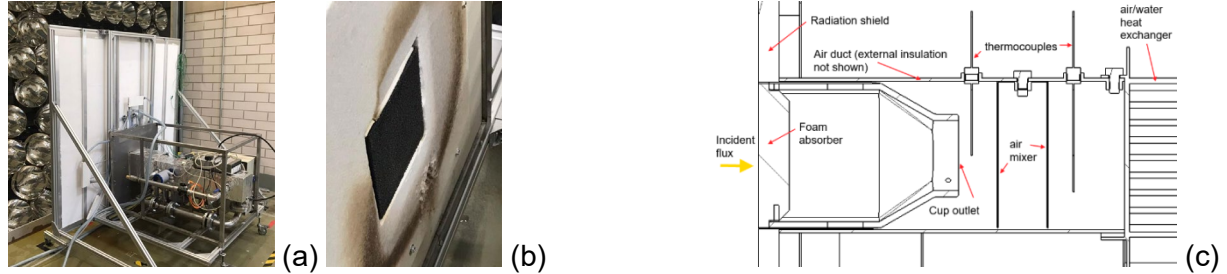 (a)
(b)
(c)
Radiation shield
Air duct (external insulation
not shown)
thermocouples
air/water
heat
exchanger
Incident
flux
Foam
absorber
air
mixer
Cup outlet